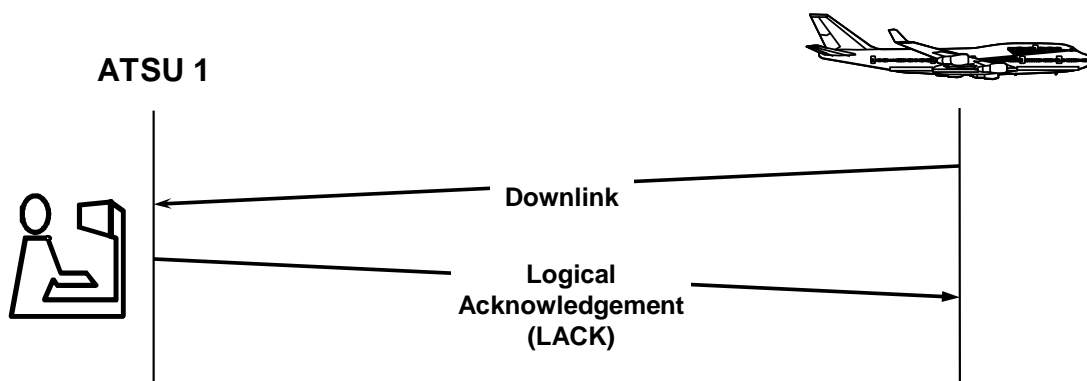 ATSU 1
Downlink
Logical
Acknowledgement
(LACK)